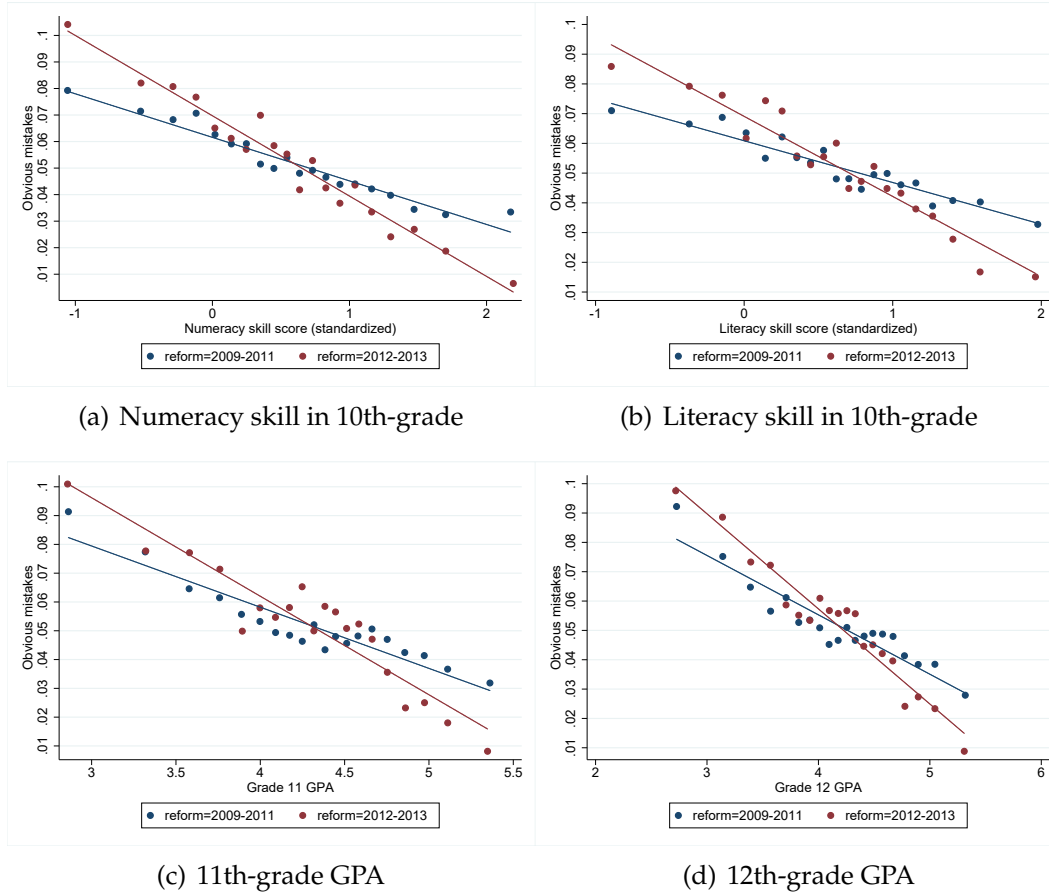 .1
.09
.08
.07
.06
.05
.04
.03
.02
.01
Obvious mistakes
-1 0 1 2
Numeracy skill score (standardized)
reform=2009-2011 reform=2012-2013
(a) Numeracy skill in 10th-grade
.1
.09
.08
.07
.06
.05
.04
.03
.02
.01
Obvious mistakes
-1 0 1 2
Literacy skill score (standardized)
reform=2009-2011 reform=2012-2013
(b) Literacy skill in 10th-grade
.1
.09
.08
.07
.06
.05
.04
.03
.02
.01
Obvious mistakes
3 3.5 4 4.5 5 5.5
Grade 11 GPA
reform=2009-2011 reform=2012-2013
(c) 11th-grade GPA
.1
.09
.08
.07
.06
.05
.04
.03
.02
.01
Obvious mistakes
2 3 4 5 6
Grade 12 GPA
reform=2009-2011 reform=2012-2013
(d) 12th-grade GPA